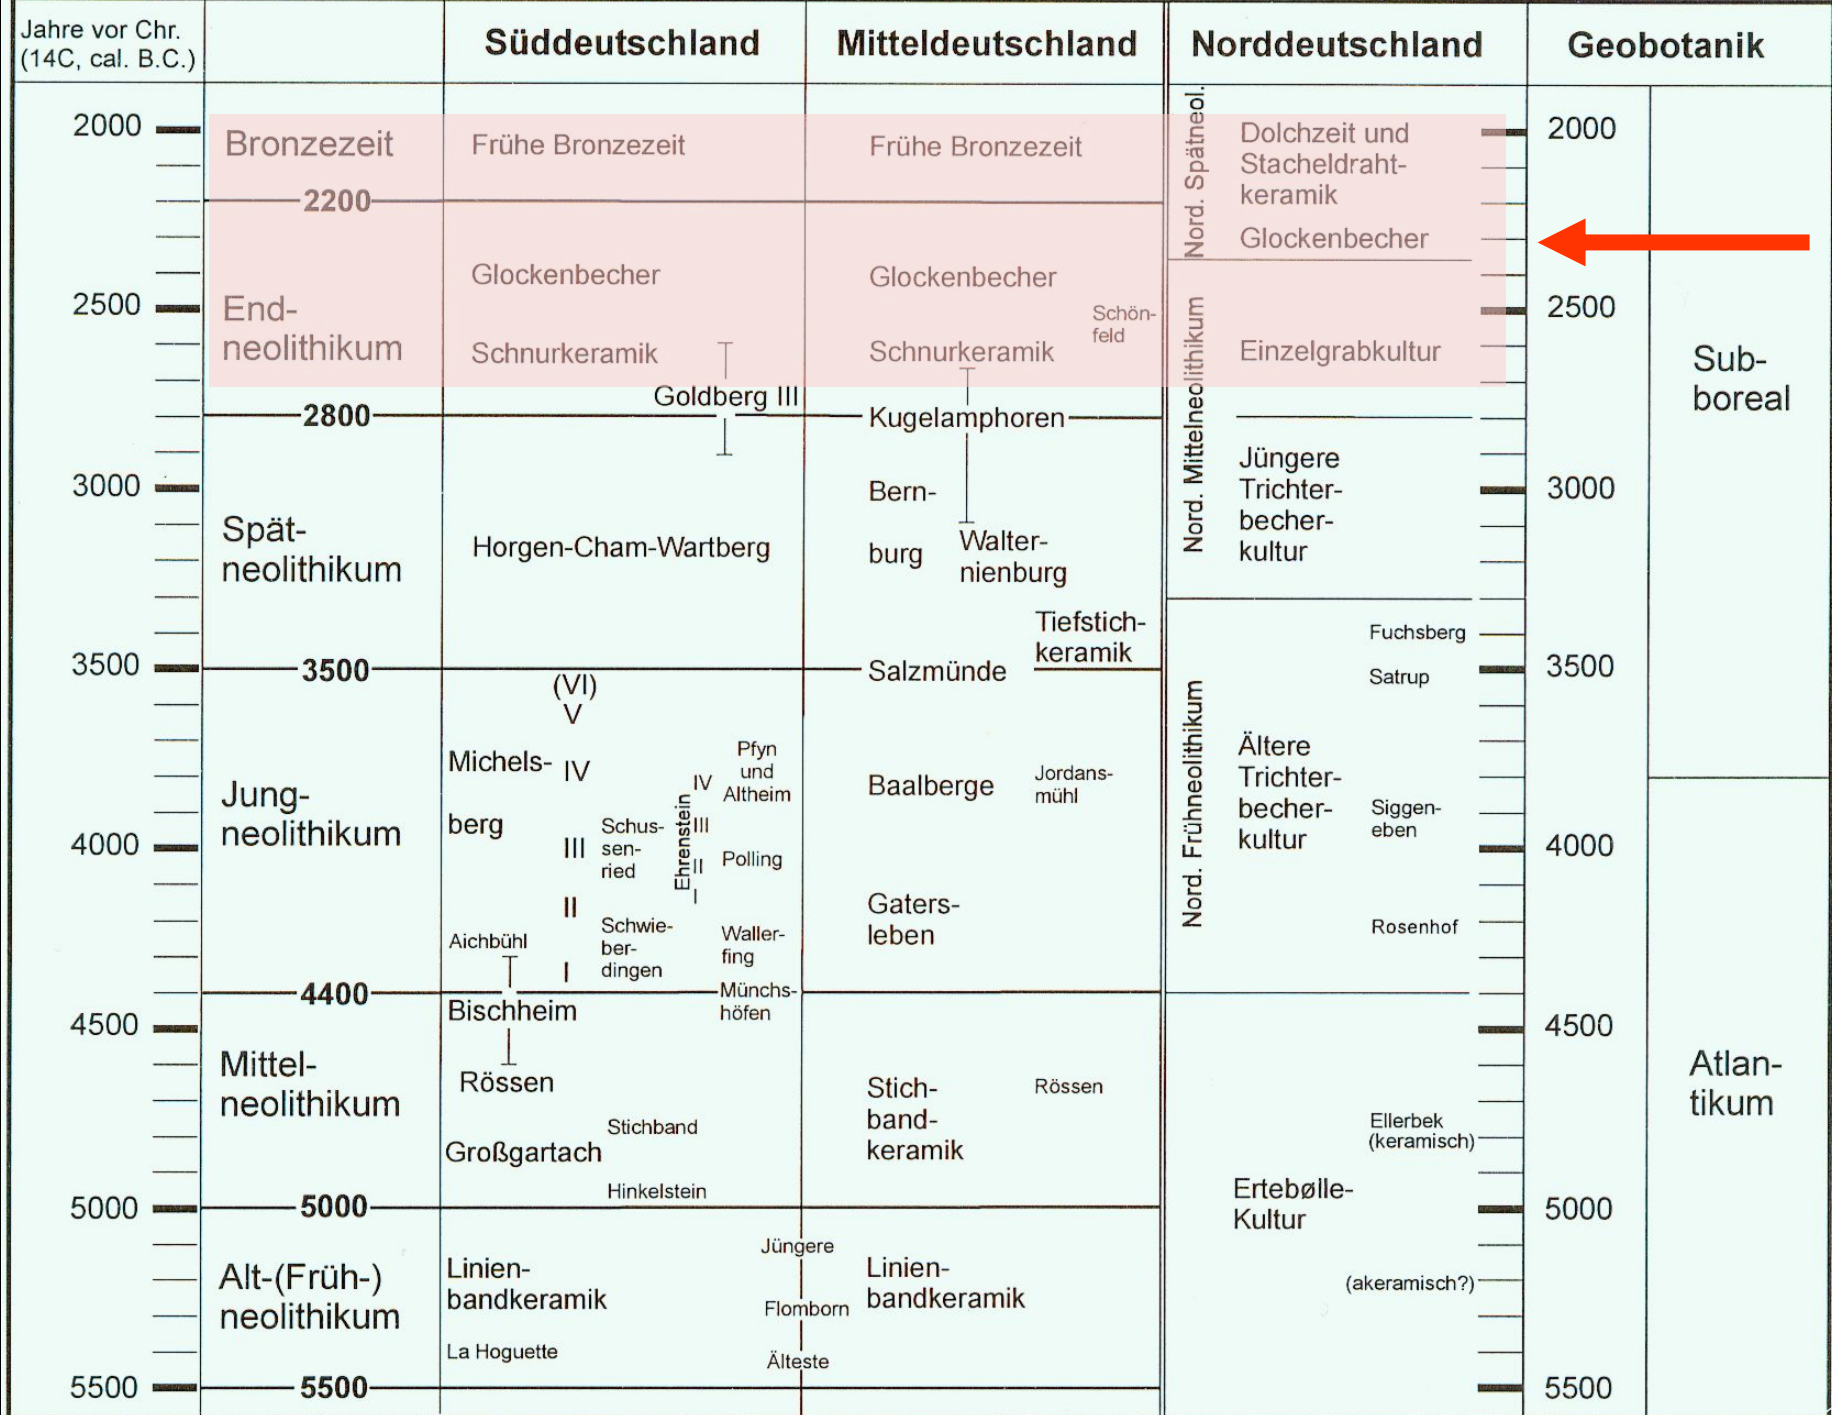 Jahre vor Chr.
(14C, cal. B.C.)
Süddeutschland
Mitteldeutschland
Norddeutschland
Geobotanik
2000
2500
3000
3500
4000
4500
5000
5500
Bronzezeit
2200
End-
neolithikum
2800
Spät-
neolithikum
3500
Jung-
neolithikum
4400
Mittel-
neolithikum
5000
Alt-(Früh-)
neolithikum
5500
Frühe Bronzezeit
Glockenbecher
Schnurkeramik
Goldberg III
Horgen-Cham-Wartberg
(VI)
V
Michels-
berg
IV
III
II
I
Schus-
sen-
ried
Schwie-
ber-
dingen
Ehrenstein
IV
III
II
I
Pfyn
und
Altheim
Polling
Waller-
fing
Münchs-
höfen
Aichbühl
Bischheim
Rössen
Stichband
Großgartach
Hinkelstein
Linien-
bandkeramik
La Hoguette
Jüngere
Flomborn
Älteste
Frühe Bronzezeit
Glockenbecher
Schön-
feld
Schnurkeramik
Kugelamphoren
Bern-
burg
Walter-
nienburg
Tiefstich-
keramik
Salzmünde
Baalberge
Jordans-
mühl
Gaters-
leben
Stich-
band-
keramik
Rössen
Linien-
bandkeramik
Nord. Spätneol.
Nord. Mittelneolithikum
Nord. Frühneolithikum
Dolchzeit und
Stacheldraht-
keramik
Glockenbecher
Einzelgrabkultur
Jüngere
Trichter-
becher-
kultur
Fuchsberg
Satrup
Ältere
Trichter-
becher-
kultur
Siggen-
eben
Rosenhof
Ellerbek
(keramisch)
Ertebølle-
Kultur
(akeramisch?)
2000
2500
3000
3500
4000
4500
5000
5500
Sub-
boreal
Atlan-
tikum